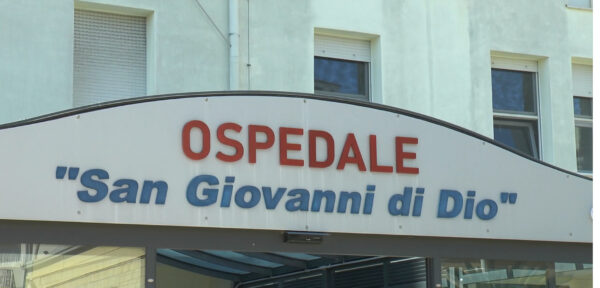 OSPEDALE
"San Giovanni di Dio"